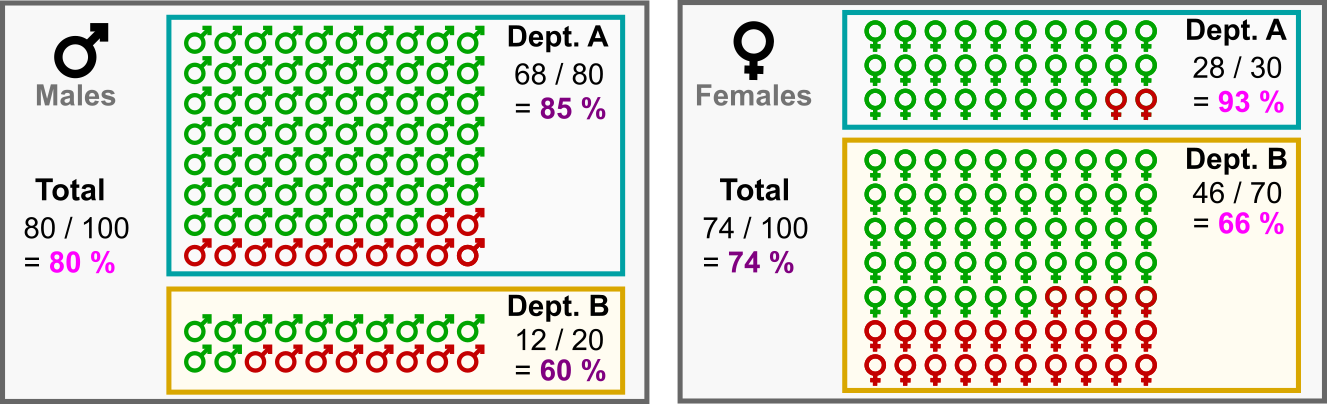 Males
Total
80 / 100
= 80 %
Dept. A
68 / 80
= 85 %
Dept. B
12 / 20
= 60 %
Females
Total
74 / 100
= 74 %
Dept. A
28 / 30
= 93 %
Dept. B
46 / 70
= 66 %